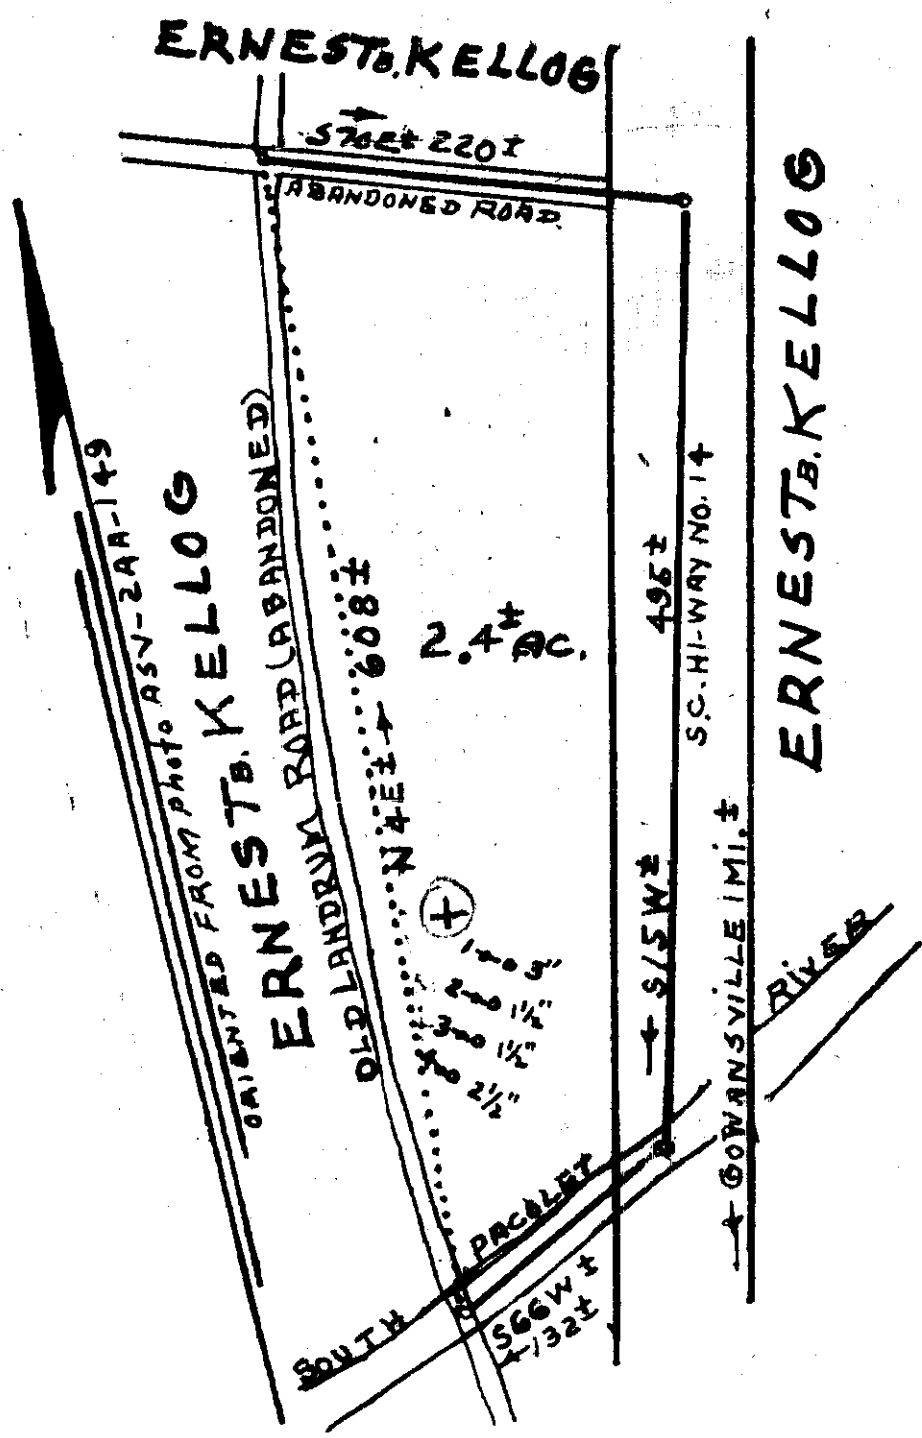 ERNEST B. KELLOG
S70E± 220±
ABANDONED ROAD
ERNEST B. KELLOG
ORIENTED FROM Photo ASV-2AA-149
ERNEST B. KELLOG
OLD LANDRUM ROAD (ABANDONED)
N4E± 608±
2.4± AC.
495±
S.C. HI-WAY NO. 14
S15W±
GOWANSVILLE 1 MI. ±
1 3"
2 1½"
3 1½"
2½"
SOUTH PACOLET RIVER
S66W±
132±